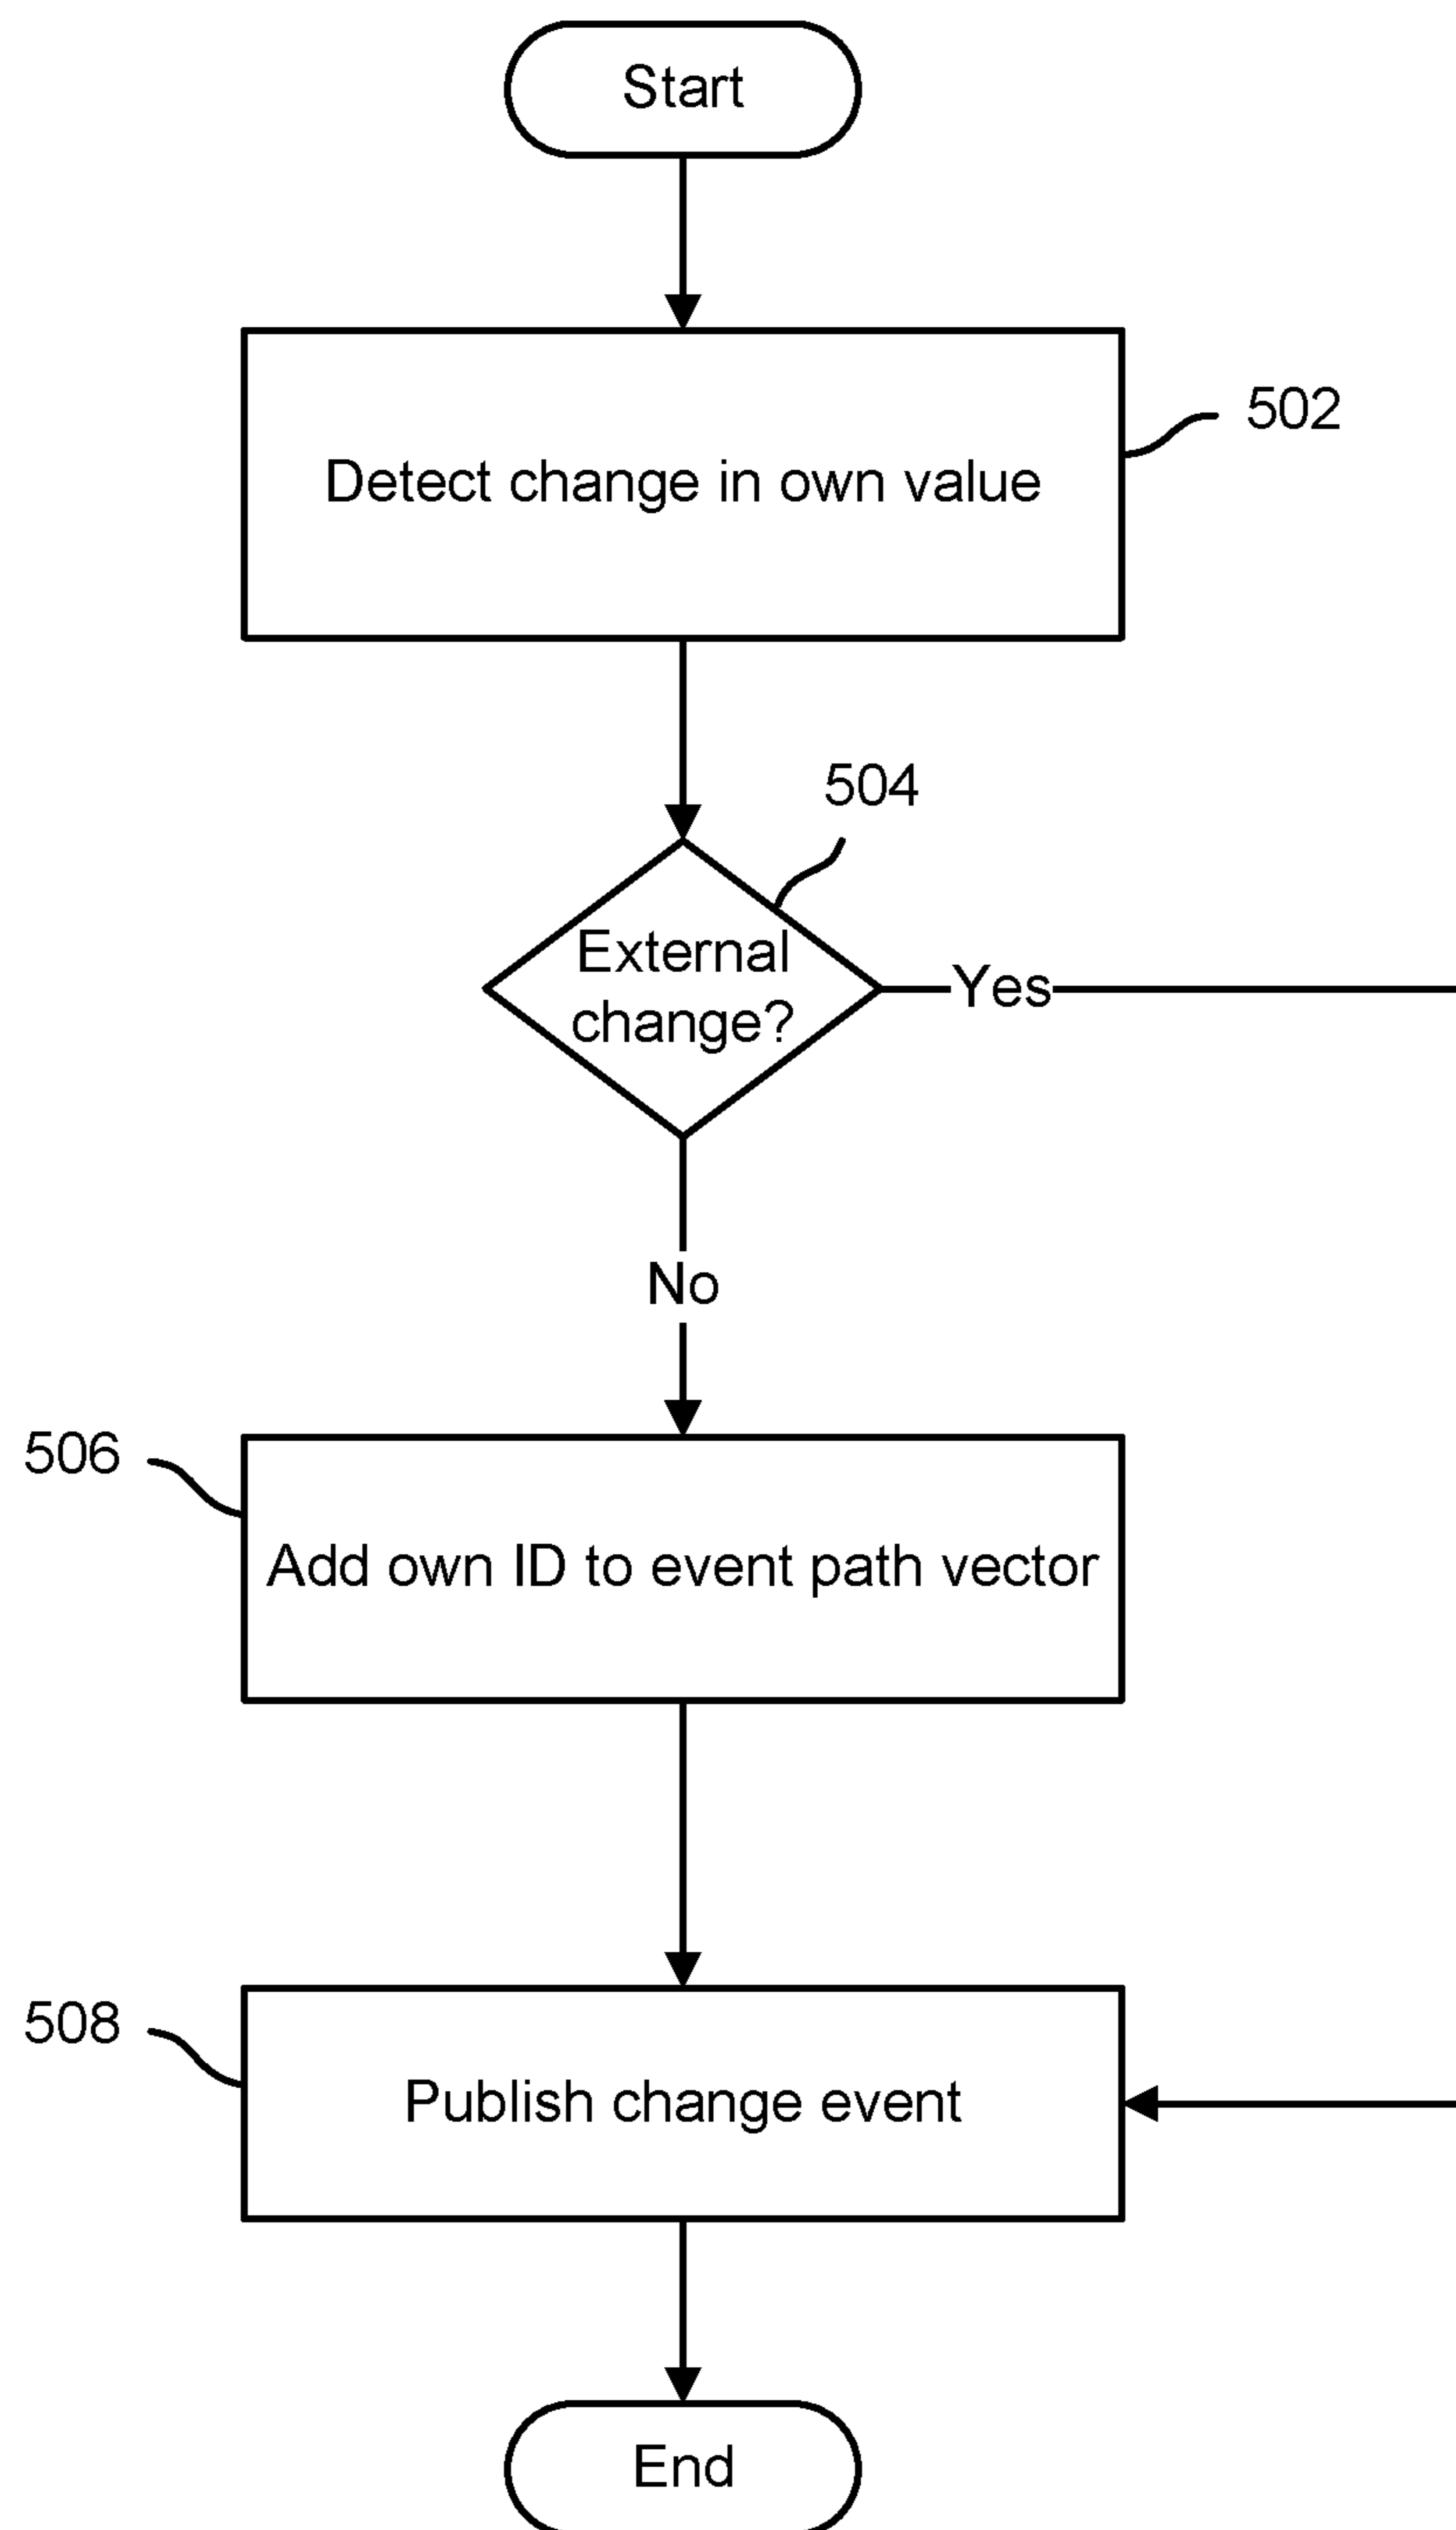 Start
502
Detect change in own value
504
External
change?
Yes
No
506
Add own ID to event path vector
508
Publish change event
End